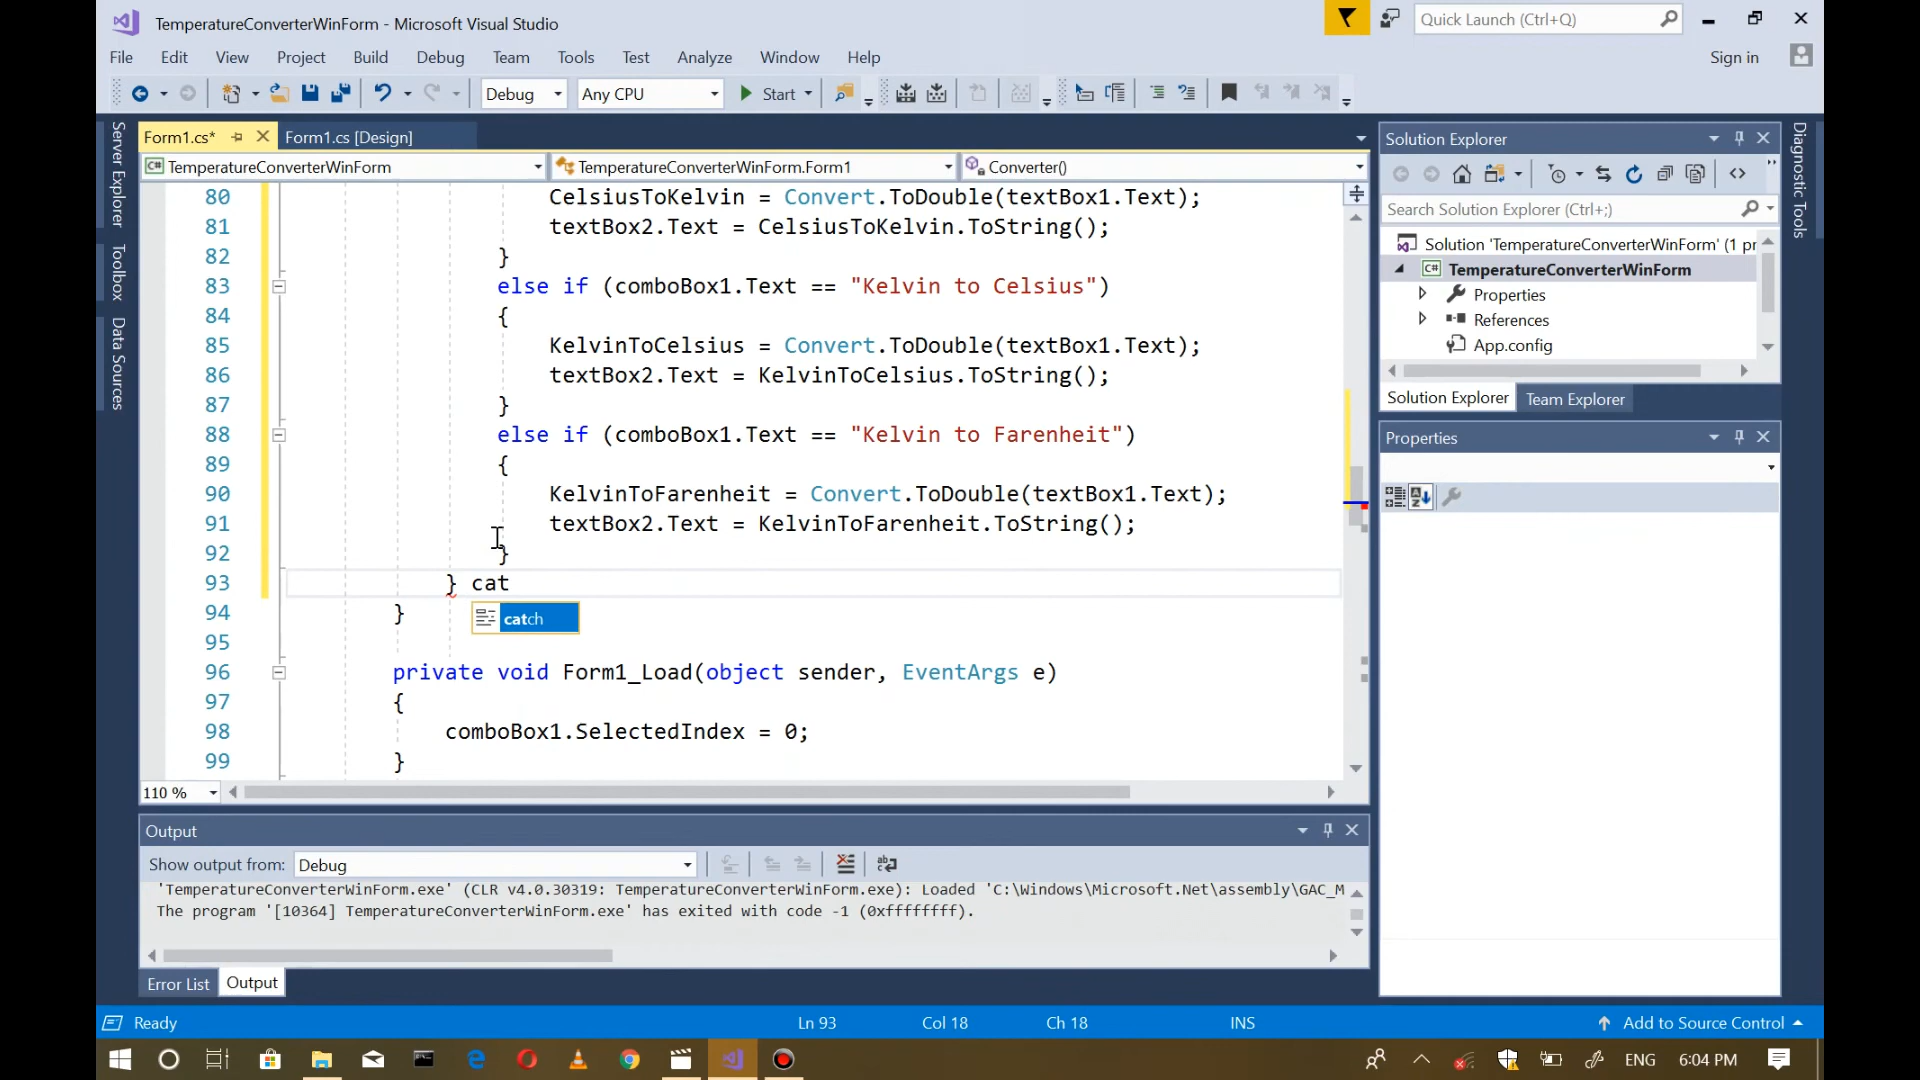 TemperatureConverterWinForm - Microsoft Visual Studio
Quick Launch (Ctrl+Q)
File Edit View Project Build Debug Team Tools Test Analyze Window Help
Sign in
Debug Any CPU Start
Form1.cs* Form1.cs [Design]
TemperatureConverterWinForm TemperatureConverterWinForm.Form1 Converter()
Server Explorer
Toolbox
Data Sources
80 CelsiusToKelvin = Convert.ToDouble(textBox1.Text);
81 textBox2.Text = CelsiusToKelvin.ToString();
82 }
83 else if (comboBox1.Text == "Kelvin to Celsius")
84 {
85 KelvinToCelsius = Convert.ToDouble(textBox1.Text);
86 textBox2.Text = KelvinToCelsius.ToString();
87 }
88 else if (comboBox1.Text == "Kelvin to Farenheit")
89 {
90 KelvinToFarenheit = Convert.ToDouble(textBox1.Text);
91 textBox2.Text = KelvinToFarenheit.ToString();
92 }
93 } cat
catch
94 }
95
96 private void Form1_Load(object sender, EventArgs e)
97 {
98 comboBox1.SelectedIndex = 0;
99 }
110 %
Output
Show output from: Debug
'TemperatureConverterWinForm.exe' (CLR v4.0.30319: TemperatureConverterWinForm.exe): Loaded 'C:\Windows\Microsoft.Net\assembly\GAC_M
The program '[10364] TemperatureConverterWinForm.exe' has exited with code -1 (0xffffffff).
Error List Output
Solution Explorer
Search Solution Explorer (Ctrl+;)
Solution 'TemperatureConverterWinForm' (1 pr
C# TemperatureConverterWinForm
Properties
References
App.config
Solution Explorer Team Explorer
Properties
Diagnostic Tools
Ready Ln 93 Col 18 Ch 18 INS Add to Source Control
ENG 6:04 PM